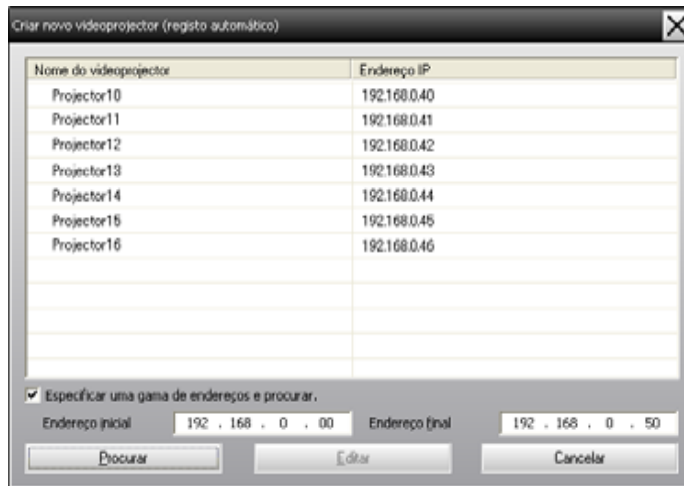 Criar novo videoprojector (registo automático)
Nome do videoprojector Endereço IP
Projector10 192.168.0.40
Projector11 192.168.0.41
Projector12 192.168.0.42
Projector13 192.168.0.43
Projector14 192.168.0.44
Projector15 192.168.0.45
Projector16 192.168.0.46
Especificar uma gama de endereços e procurar.
Endereço inicial 192 . 168 . 0 . 00 Endereço final 192 . 168 . 0 . 50
Procurar Editar Cancelar